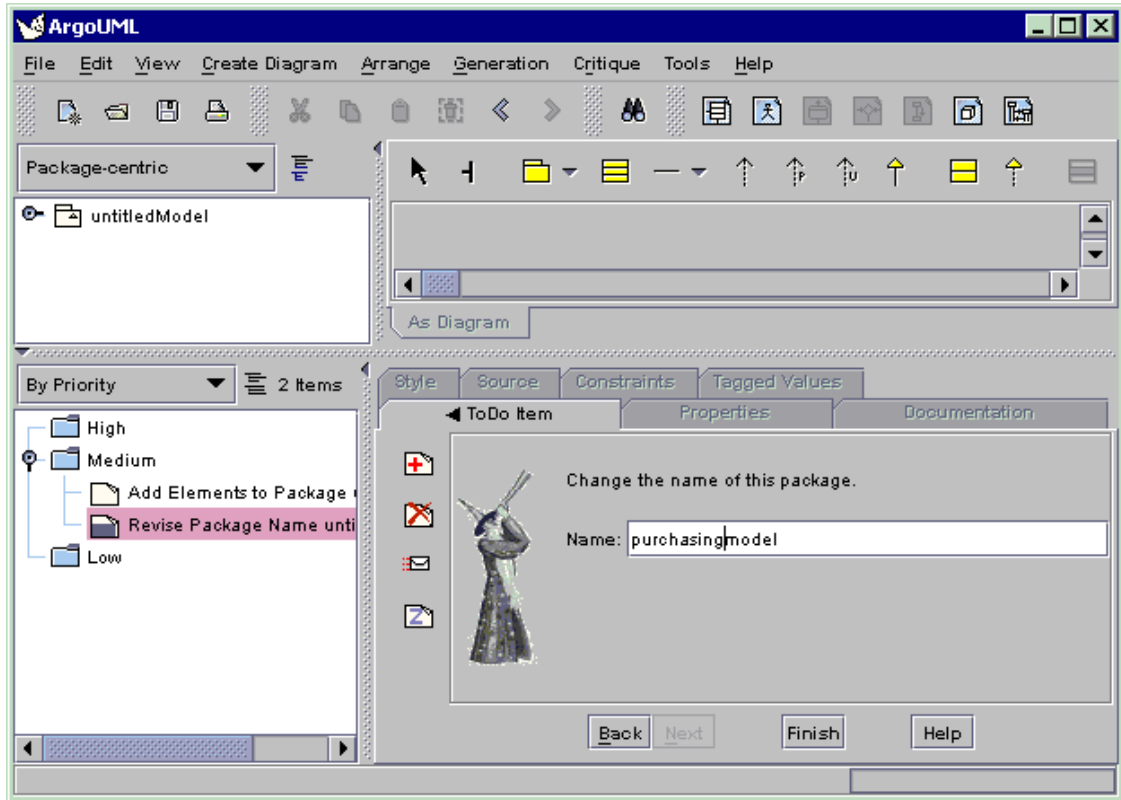 ArgoUML
File Edit View Create Diagram Arrange Generation Critique Tools Help
Package-centric
untitledModel
As Diagram
By Priority 2 Items
High
Medium
Add Elements to Package
Revise Package Name unti
Low
Style Source Constraints Tagged Values
ToDo Item Properties Documentation
Change the name of this package.
Name: purchasingmodel
Back Next Finish Help